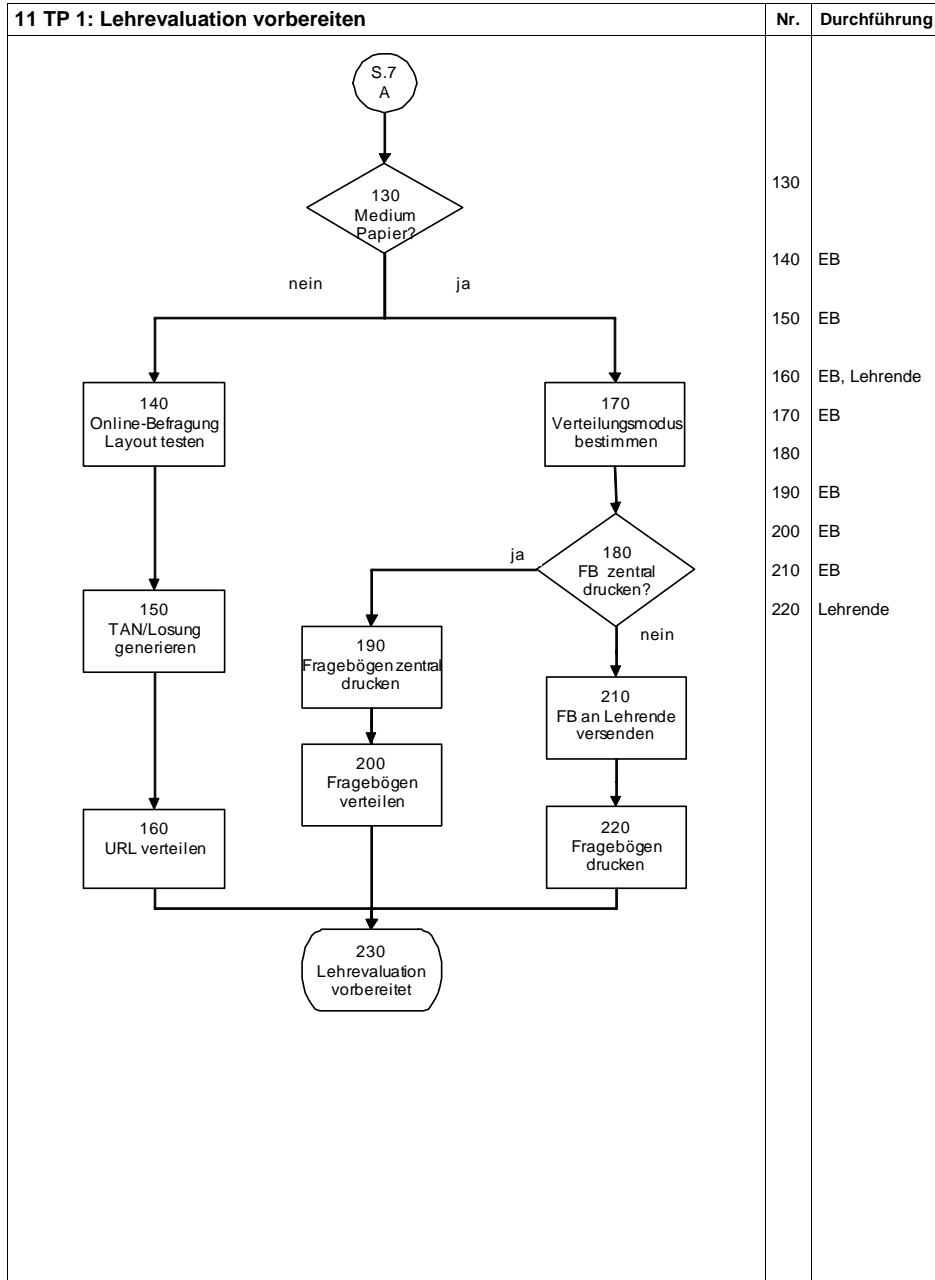 11 TP 1: Lehrevaluation vorbereiten
Nr.
Durchführung
S.7
A
130
Medium
Papier?
nein
ja
140
Online-Befragung
Layout testen
150
TAN/Losung
generieren
160
URL verteilen
170
Verteilungsmodus
bestimmen
180
FB zentral
drucken?
ja
nein
190
Fragebögen zentral
drucken
200
Fragebögen
verteilen
210
FB an Lehrende
versenden
220
Fragebögen
drucken
230
Lehrevaluation
vorbereitet
130
140 EB
150 EB
160 EB, Lehrende
170 EB
180
190 EB
200 EB
210 EB
220 Lehrende